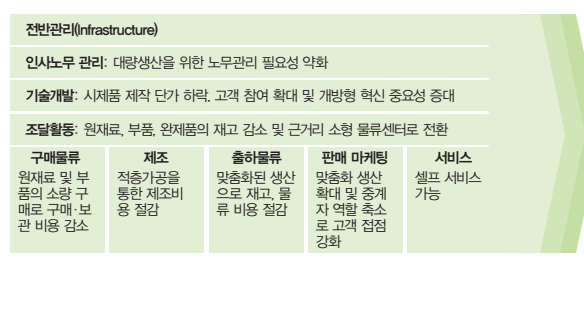 전반관리(Infrastructure)
인사노무 관리: 대량생산을 위한 노무관리 필요성 약화
기술개발: 시제품 제작 단가 하락. 고객 참여 확대 및 개방형 혁신 중요성 증대
조달활동: 원재료, 부품, 완제품의 재고 감소 및 근거리 소형 물류센터로 전환
구매물류
원재료 및 부
품의 소량 구
매로 구매·보
관 비용 감소
제조
적층가공을
통한 제조비
용 절감
출하물류
맞춤화된 생산
으로 재고, 물
류 비용 절감
판매 마케팅
맞춤화 생산
확대 및 중계
자 역할 축소
로 고객 접점
강화
서비스
셀프 서비스
가능